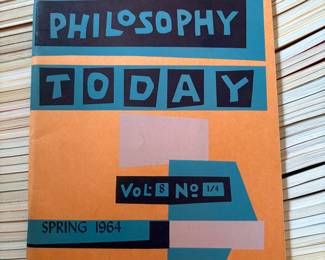 PHILOSOPHY
TODAY
VOL: 8 No 1/4
SPRING 1964